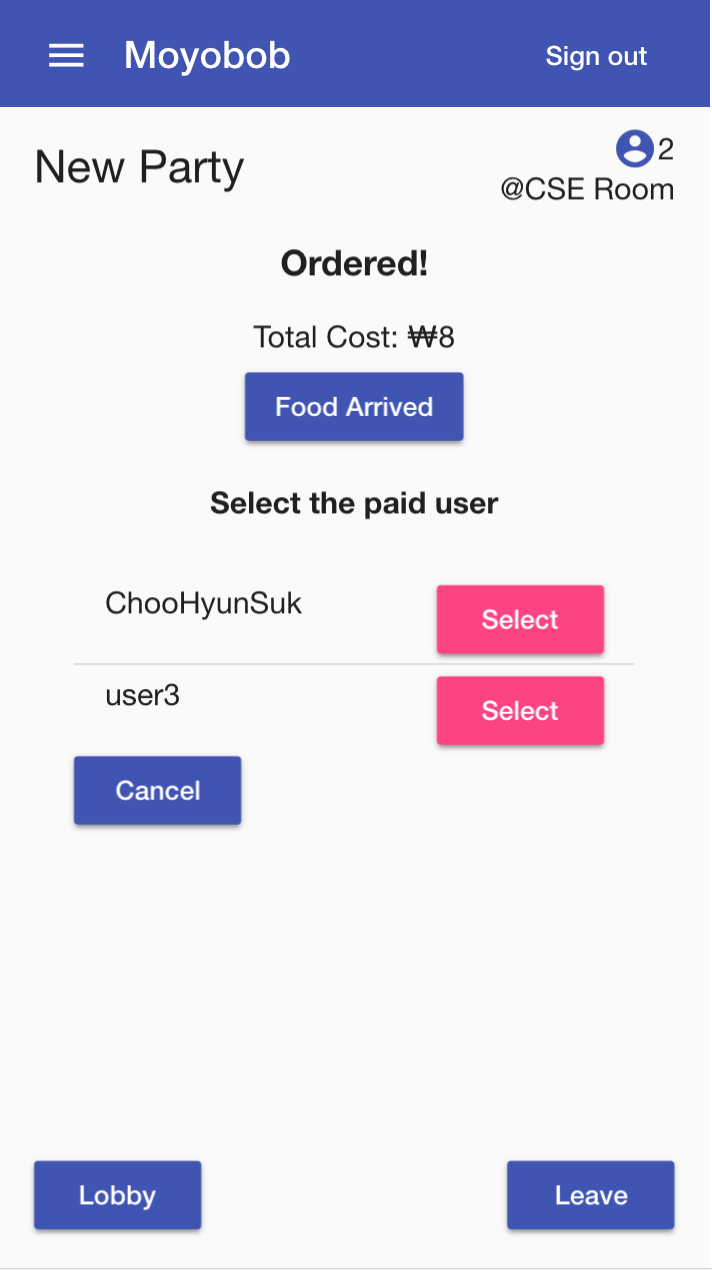 Moyobob
Sign out
New Party
2
@CSE Room
Ordered!
Total Cost: ₩8
Food Arrived
Select the paid user
ChooHyunSuk
Select
user3
Select
Cancel
Lobby
Leave